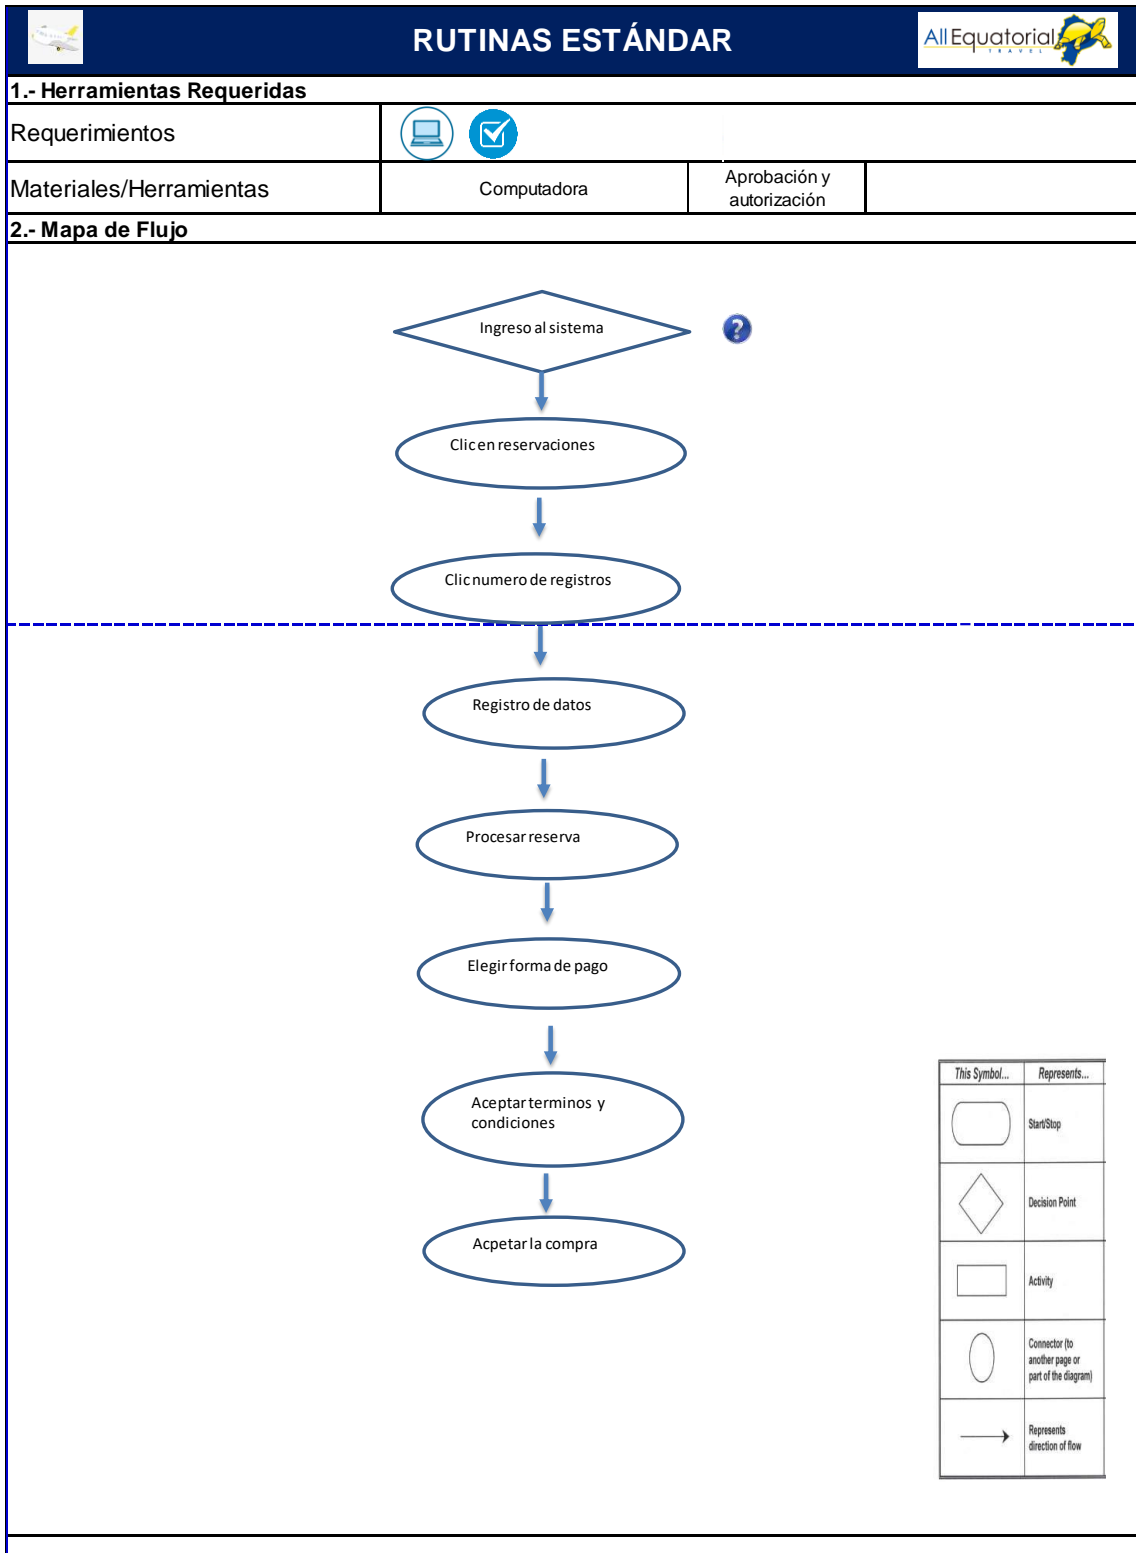 RUTINAS ESTÁNDAR
All Equatorial
TRAVEL
1.- Herramientas Requeridas
Requerimientos
Materiales/Herramientas
Computadora
Aprobación y
autorización
2.- Mapa de Flujo
Ingreso al sistema
?
Clic en reservaciones
Clic numero de registros
Registro de datos
Procesar reserva
Elegir forma de pago
Aceptar terminos y
condiciones
Acpetar la compra
This Symbol... Represents...
Start/Stop
Decision Point
Activity
Connector (to
another page or
part of the diagram)
Represents
direction of flow